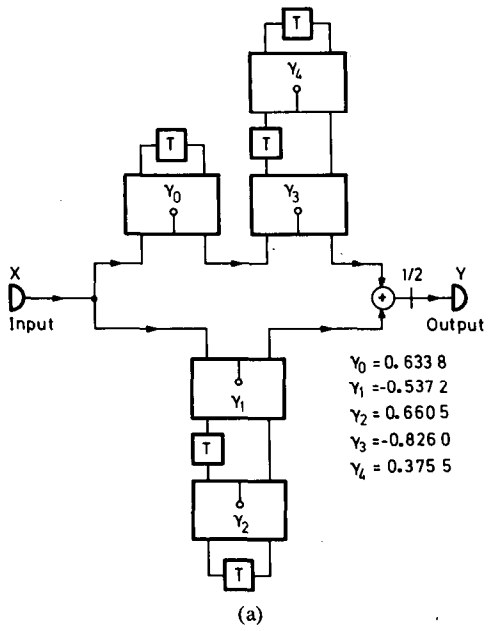 T
γ4
T
T
γ0
γ3
X
1/2
Y
+
Input
Output
γ1
γ0 = 0.633 8
γ1 = -0.537 2
γ2 = 0.660 5
γ3 = -0.826 0
γ4 = 0.375 5
T
γ2
T
(a)